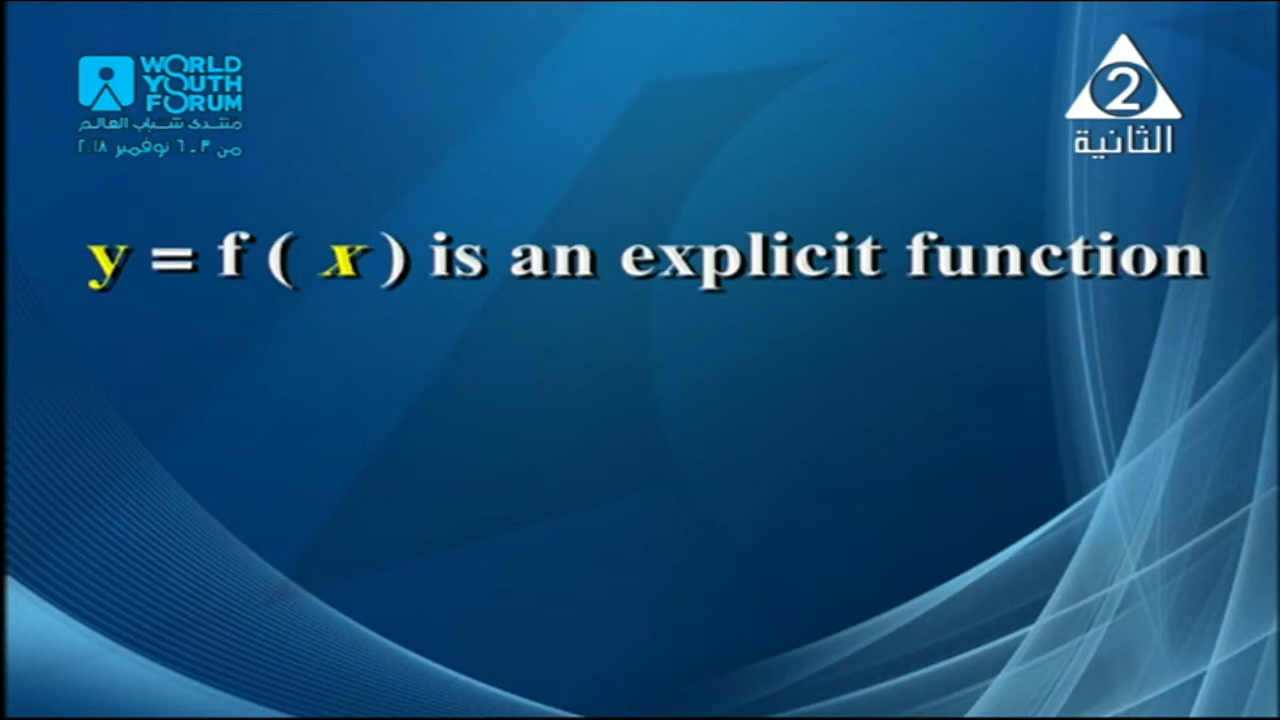 WORLD
YOUTH
FORUM
منتدى شباب العالم
من ٣ - ٦ نوفمبر ٢٠١٨
2
الثانية
y = f ( x ) is an explicit function